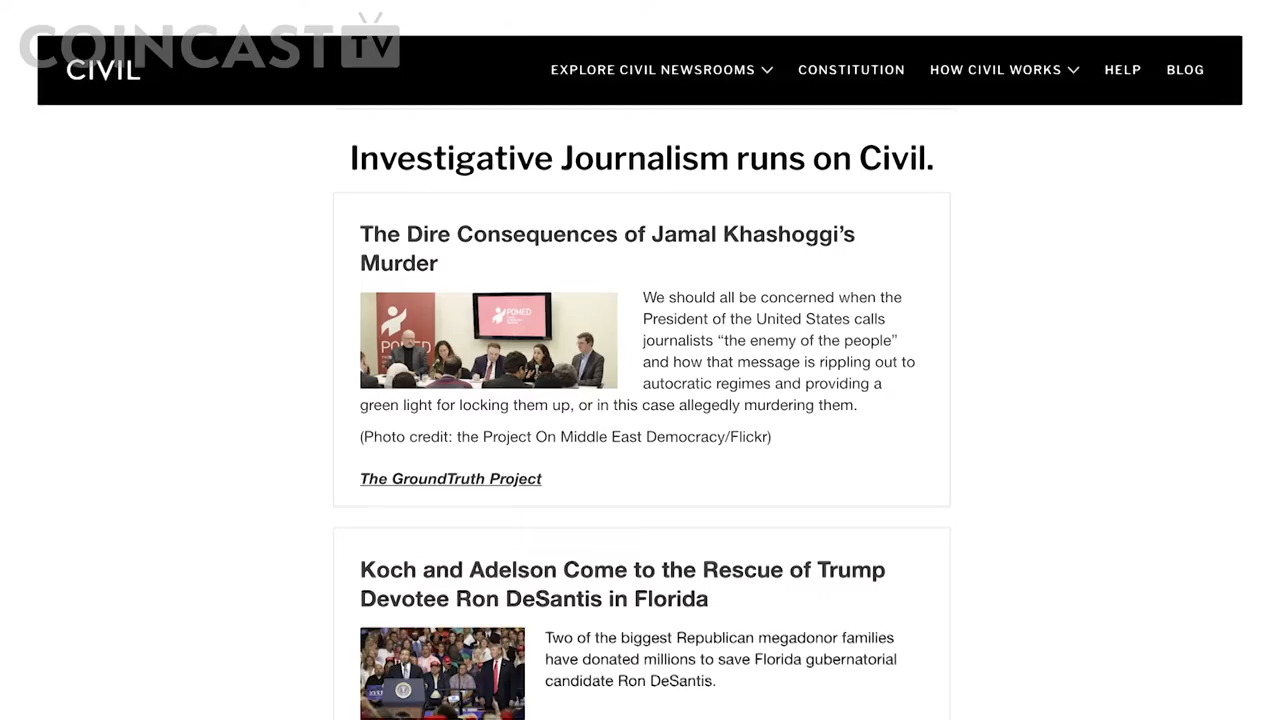 COINCAST TV
CIVIL
EXPLORE CIVIL NEWSROOMS
CONSTITUTION
HOW CIVIL WORKS
HELP
BLOG
Investigative Journalism runs on Civil.
The Dire Consequences of Jamal Khashoggi’s
Murder
POMED
POMED
We should all be concerned when the
President of the United States calls
journalists “the enemy of the people”
and how that message is rippling out to
autocratic regimes and providing a
green light for locking them up, or in this case allegedly murdering them.
(Photo credit: the Project On Middle East Democracy/Flickr)
The GroundTruth Project
Koch and Adelson Come to the Rescue of Trump
Devotee Ron DeSantis in Florida
Two of the biggest Republican megadonor families
have donated millions to save Florida gubernatorial
candidate Ron DeSantis.